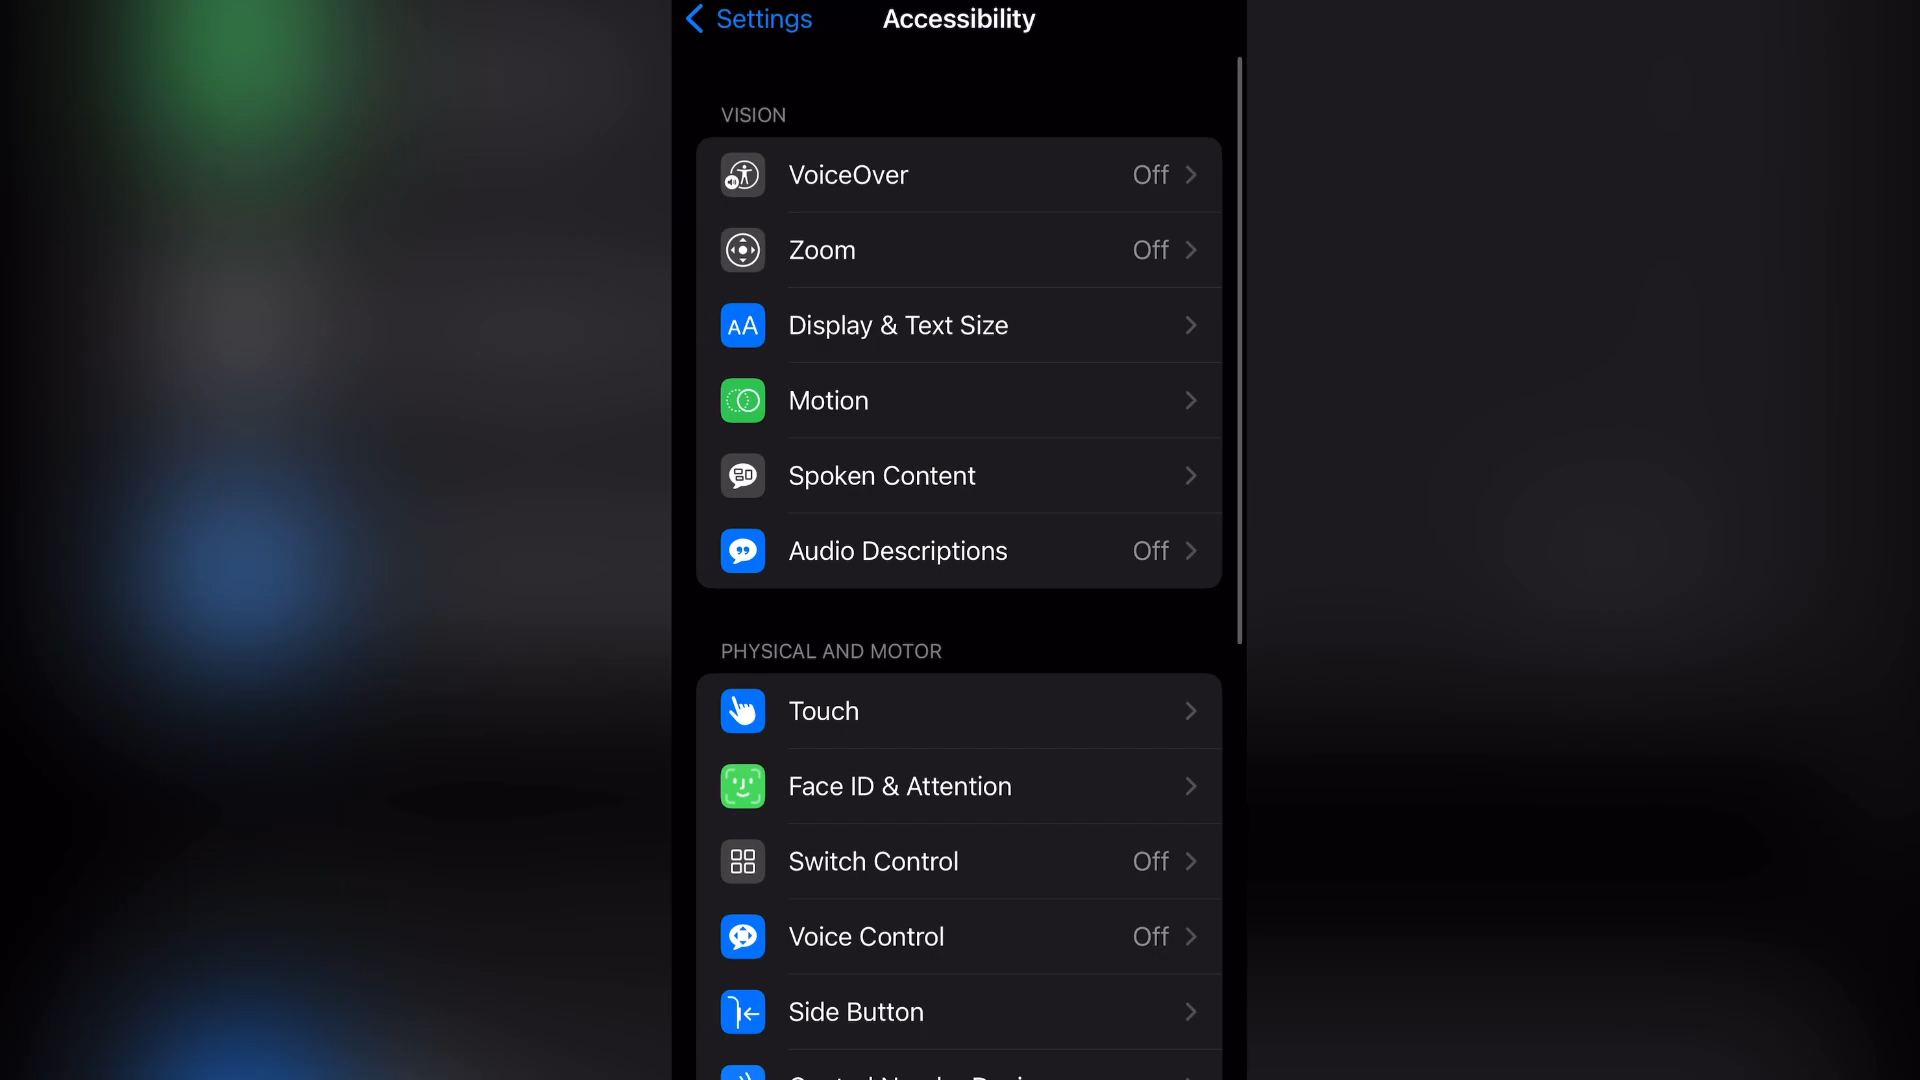 Settings
Accessibility
VISION
VoiceOver Off
Zoom Off
AA Display & Text Size
Motion
Spoken Content
Audio Descriptions Off
PHYSICAL AND MOTOR
Touch
Face ID & Attention
Switch Control Off
Voice Control Off
Side Button